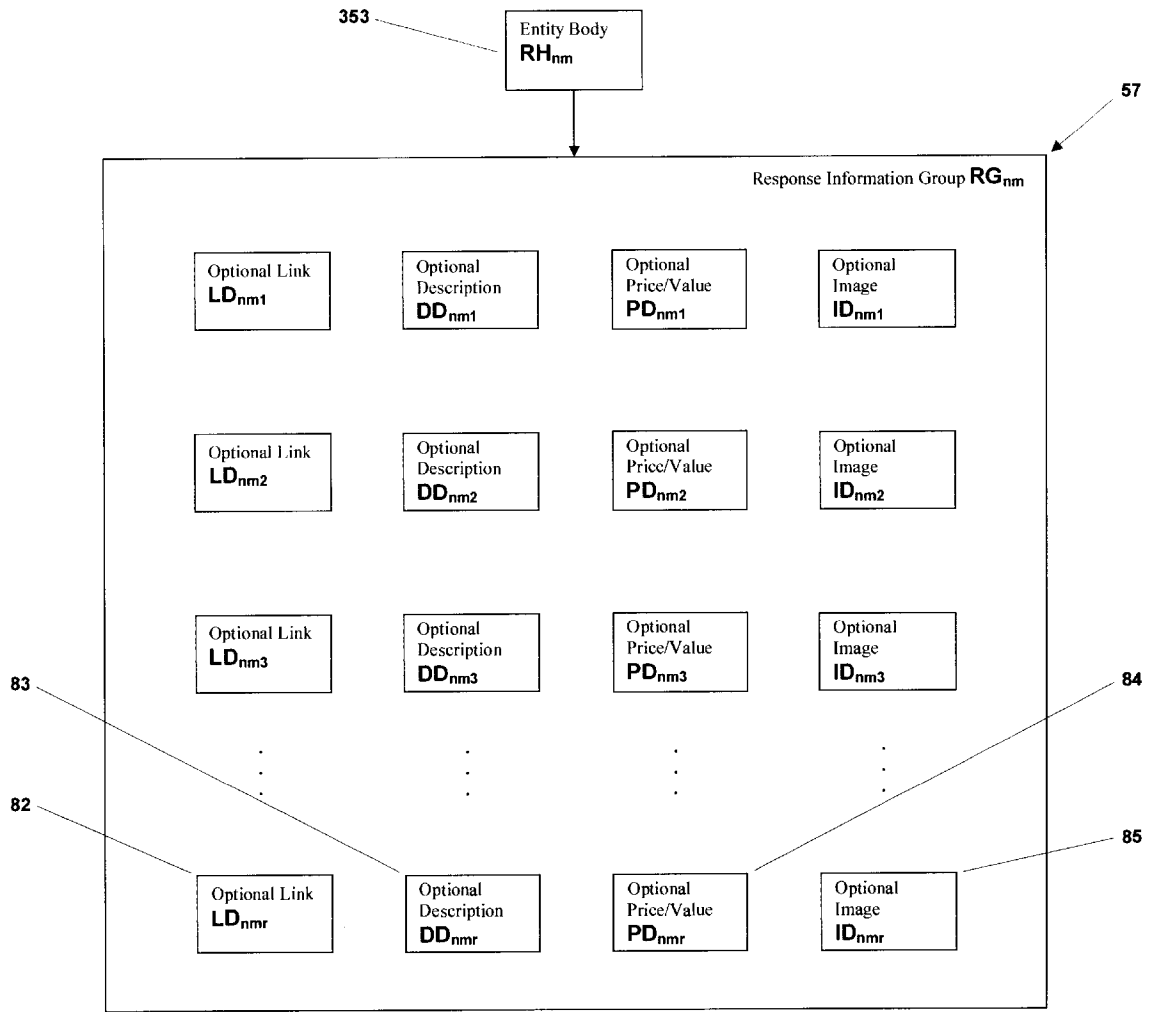 353
Entity Body
RHnm
57
Response Information Group RGnm
Optional Link
LDnm1
Optional
Description
DDnm1
Optional
Price/Value
PDnm1
Optional
Image
IDnm1
Optional Link
LDnm2
Optional
Description
DDnm2
Optional
Price/Value
PDnm2
Optional
Image
IDnm2
Optional Link
LDnm3
Optional
Description
DDnm3
Optional
Price/Value
PDnm3
Optional
Image
IDnm3
83
84
82
85
Optional Link
LDnmr
Optional
Description
DDnmr
Optional
Price/Value
PDnmr
Optional
Image
IDnmr